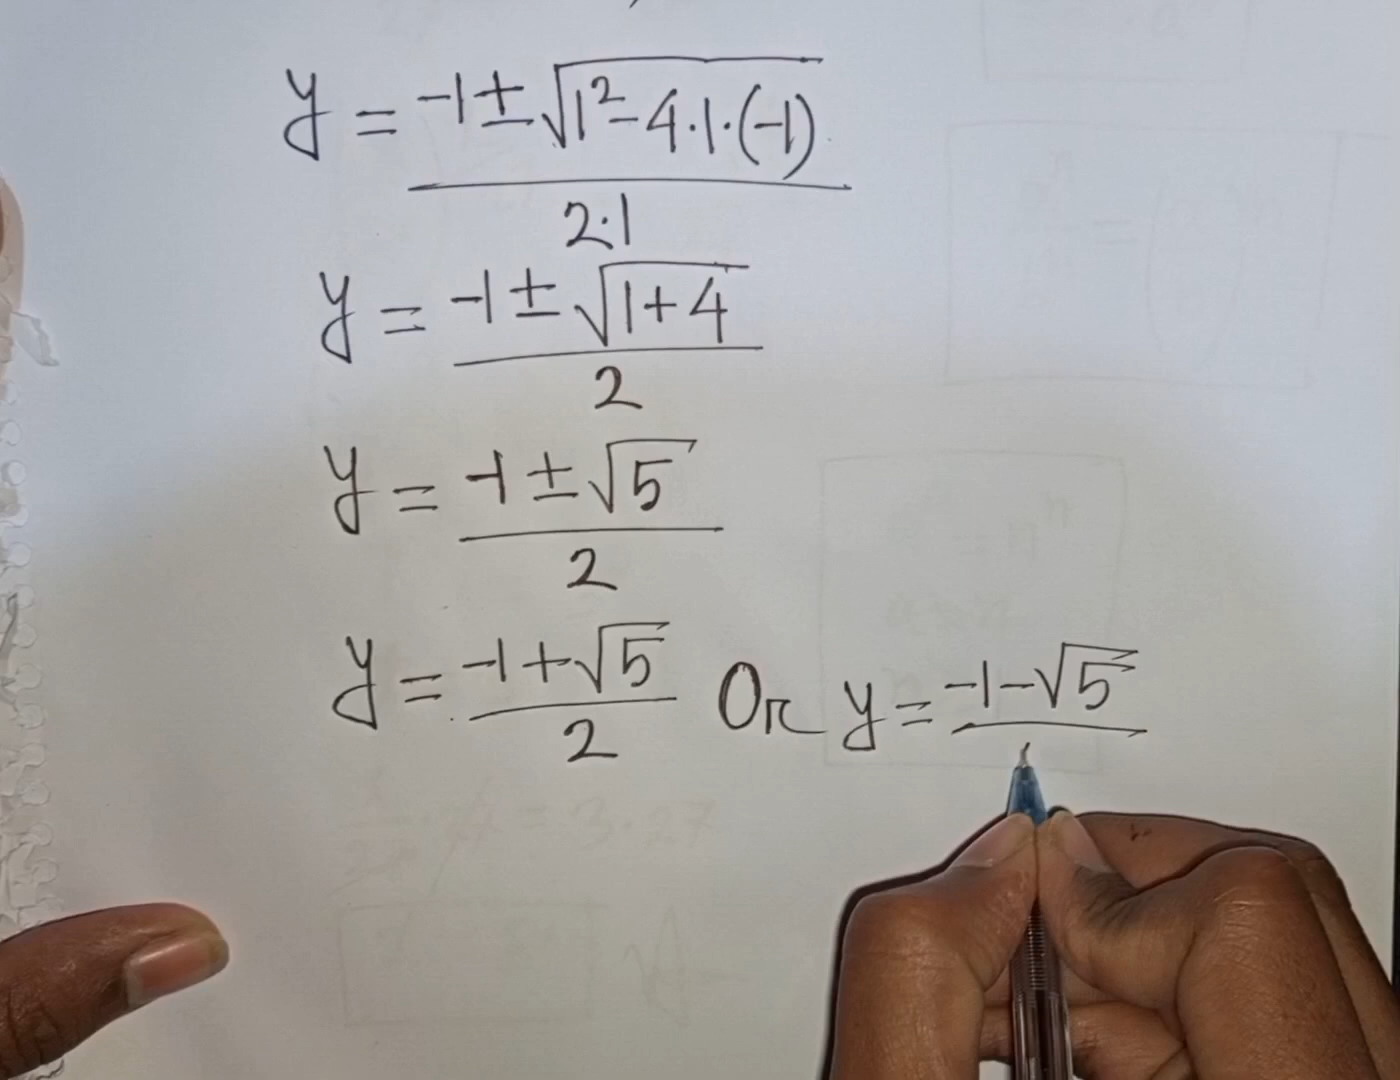 y = (-1 ± √(1² - 4·1·(-1))) / (2·1)
y = (-1 ± √(1+4)) / 2
y = (-1 ± √5) / 2
y = (-1 + √5) / 2 Or y = (-1 - √5) /